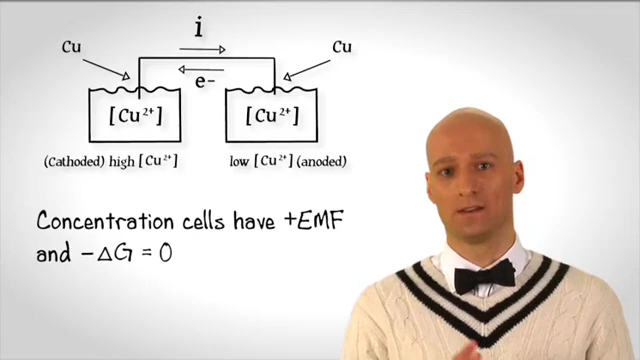 i
Cu Cu
e-
[Cu²⁺] [Cu²⁺]
(Cathoded) high [Cu²⁺] low [Cu²⁺] (anoded)
Concentration cells have +EMF
and -ΔG = 0